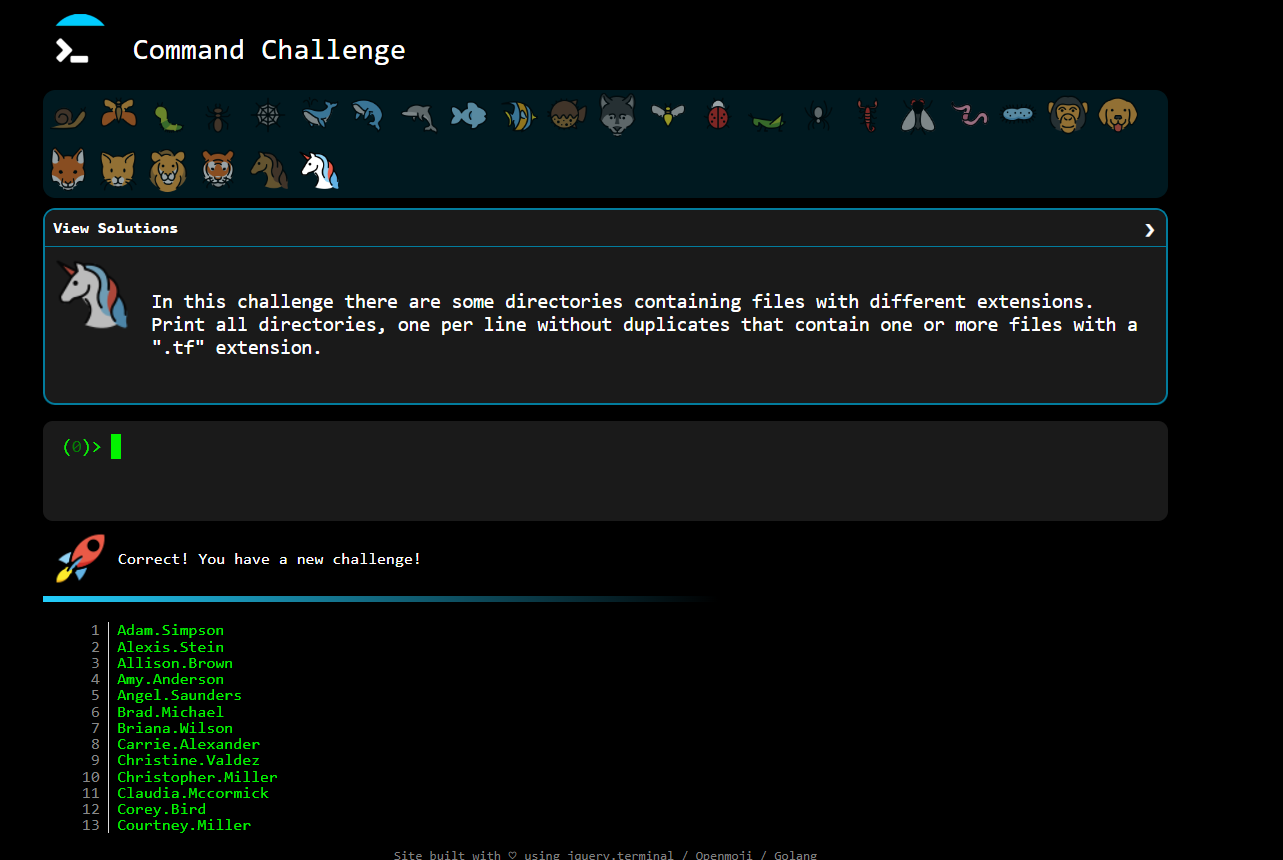 Command Challenge
View Solutions
In this challenge there are some directories containing files with different extensions.
Print all directories, one per line without duplicates that contain one or more files with a
".tf" extension.
(0)>
Correct! You have a new challenge!
1 Adam.Simpson
2 Alexis.Stein
3 Allison.Brown
4 Amy.Anderson
5 Angel.Saunders
6 Brad.Michael
7 Briana.Wilson
8 Carrie.Alexander
9 Christine.Valdez
10 Christopher.Miller
11 Claudia.Mccormick
12 Corey.Bird
13 Courtney.Miller
Site built with ♡ using jquery.terminal / Openmoji / Golang